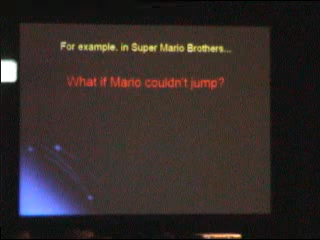 For example, in Super Mario Brothers...
What if Mario couldn't jump?